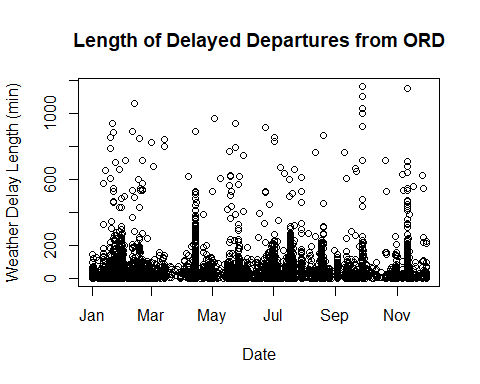 Length of Delayed Departures from ORD
Weather Delay Length (min)
1000
600
200
0
Jan Mar May Jul Sep Nov
Date